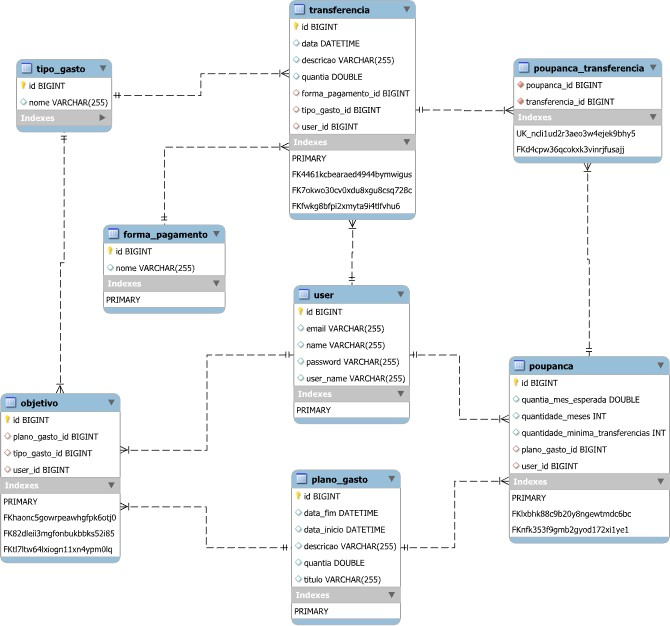 transferencia
id BIGINT
data DATETIME
descricao VARCHAR(255)
quantia DOUBLE
forma_pagamento_id BIGINT
tipo_gasto_id BIGINT
user_id BIGINT
Indexes
PRIMARY
FK4461kcbearaed4944bymwigus
FK7okwo30cv0xdu8xgu8csq728c
FKfwkg8bfpi2xmyta9i4tlfvhu6
tipo_gasto
id BIGINT
nome VARCHAR(255)
Indexes
poupanca_transferencia
poupanca_id BIGINT
transferencia_id BIGINT
Indexes
UK_ncli1ud2r3aeo3w4ejek9bhy5
FKd4cpw36qcokxk3vinrjfusajj
forma_pagamento
id BIGINT
nome VARCHAR(255)
Indexes
PRIMARY
user
id BIGINT
email VARCHAR(255)
name VARCHAR(255)
password VARCHAR(255)
user_name VARCHAR(255)
Indexes
PRIMARY
poupanca
id BIGINT
quantia_mes_esperada DOUBLE
quantidade_meses INT
quantidade_minima_transferencias INT
plano_gasto_id BIGINT
user_id BIGINT
Indexes
PRIMARY
FKlxbhk88c9b20y8ngewtmdc6bc
FKnfk353f9gmb2gyod172xi1ye1
objetivo
id BIGINT
plano_gasto_id BIGINT
tipo_gasto_id BIGINT
user_id BIGINT
Indexes
PRIMARY
FKhaonc5gowrpeawhgfpk6otj0
FK82dleii3mgfonbukbbks52i85
FKtl7ltw64lxiogn11xn4ypm0lq
plano_gasto
id BIGINT
data_fim DATETIME
data_inicio DATETIME
descricao VARCHAR(255)
quantia DOUBLE
titulo VARCHAR(255)
Indexes
PRIMARY